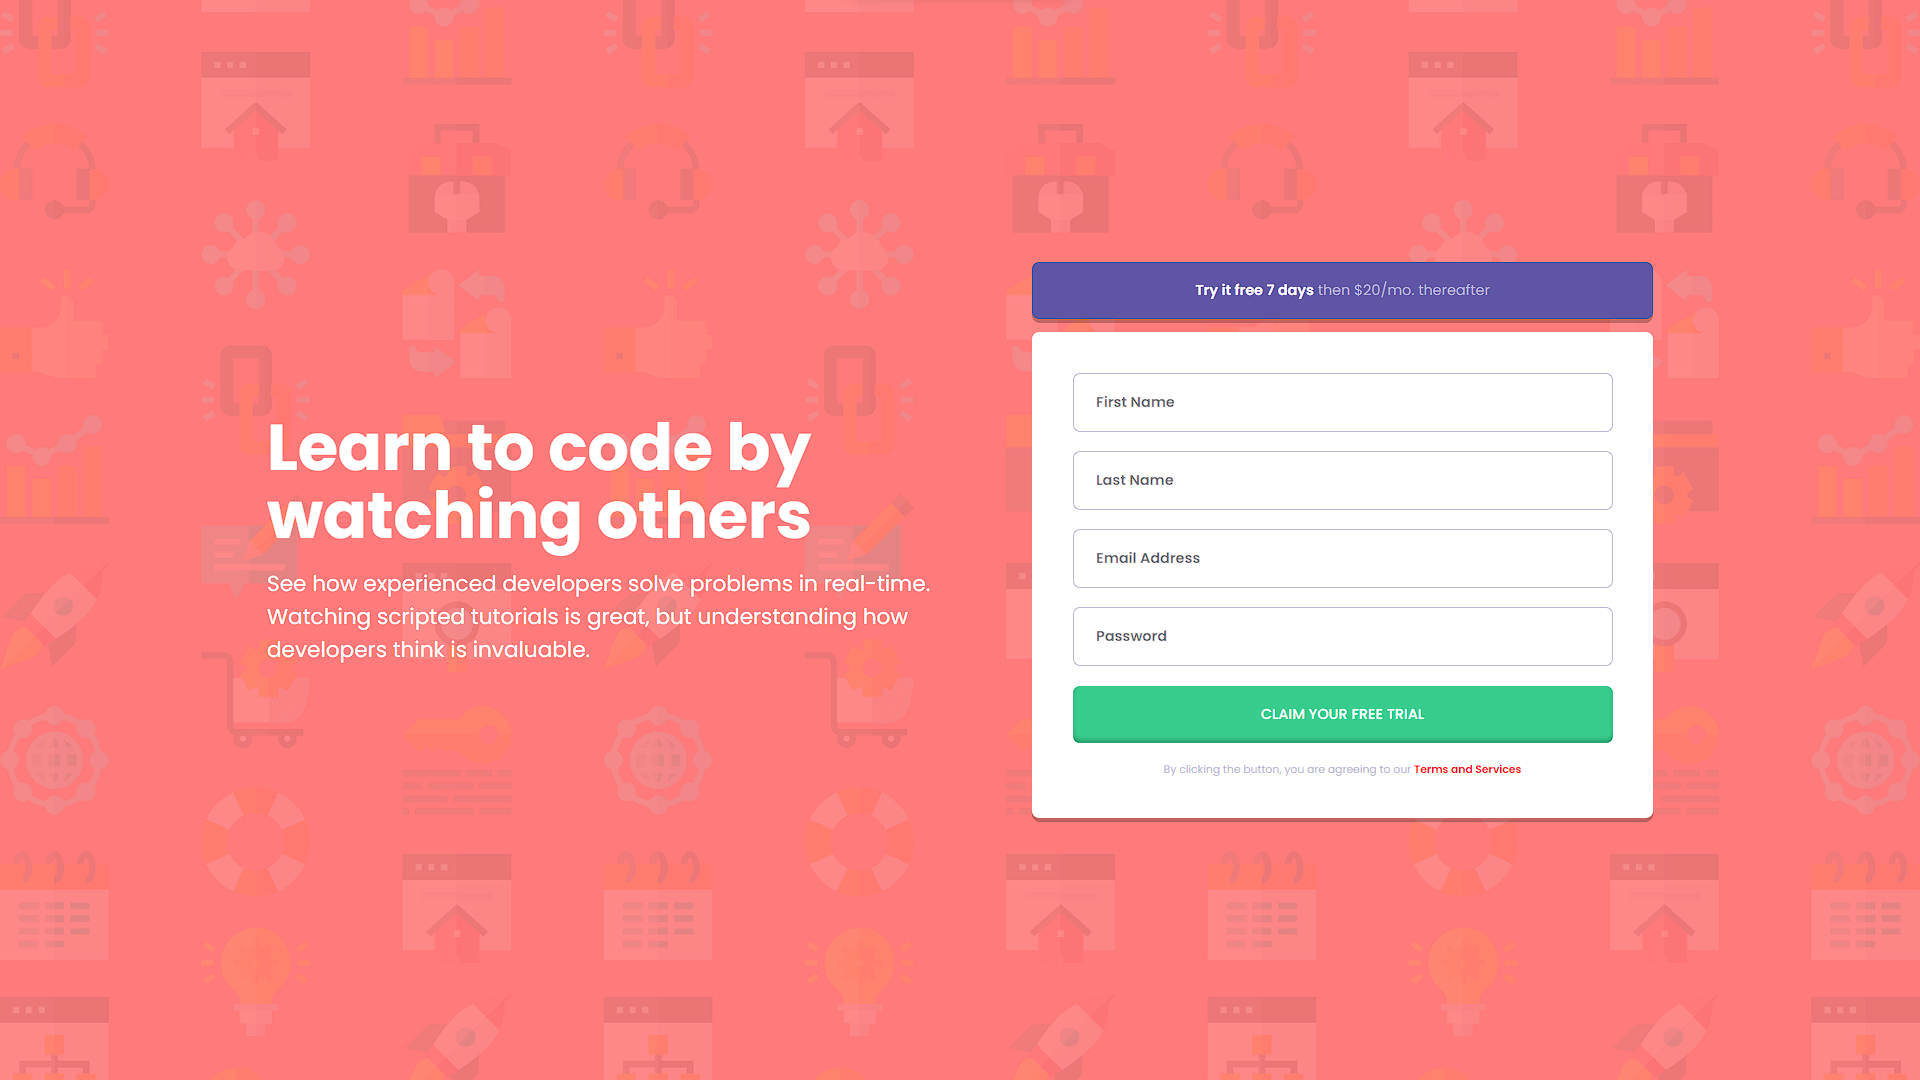 Learn to code by
watching others
See how experienced developers solve problems in real-time.
Watching scripted tutorials is great, but understanding how
developers think is invaluable.
Try it free 7 days then $20/mo. thereafter
First Name
Last Name
Email Address
Password
CLAIM YOUR FREE TRIAL
By clicking the button, you are agreeing to our Terms and Services